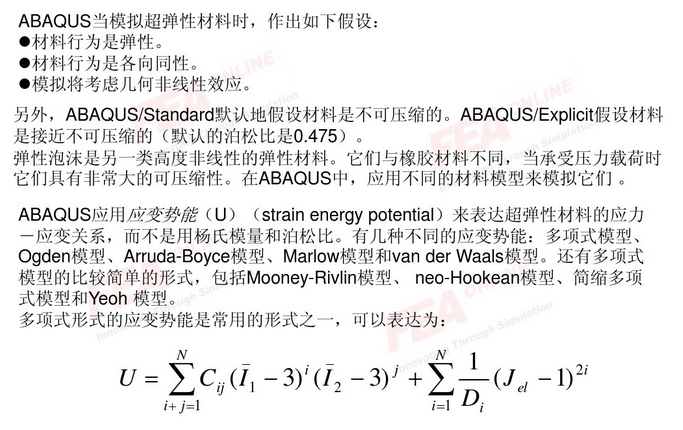 ABAQUS当模拟超弹性材料时，作出如下假设：
●材料行为是弹性。
●材料行为是各向同性。
●模拟将考虑几何非线性效应。
另外，ABAQUS/Standard默认地假设材料是不可压缩的。ABAQUS/Explicit假设材料
是接近不可压缩的（默认的泊松比是0.475）。
弹性泡沫是另一类高度非线性的弹性材料。它们与橡胶材料不同，当承受压力载荷时
它们具有非常大的可压缩性。在ABAQUS中，应用不同的材料模型来模拟它们 。
ABAQUS应用应变势能（U）（strain energy potential）来表达超弹性材料的应力
－应变关系，而不是用杨氏模量和泊松比。有几种不同的应变势能：多项式模型、
Ogden模型、Arruda-Boyce模型、Marlow模型和van der Waals模型。还有多项式
模型的比较简单的形式，包括Mooney-Rivlin模型、 neo-Hookean模型、简缩多项
式模型和Yeoh 模型。
多项式形式的应变势能是常用的形式之一，可以表达为：
U = \sum_{i+j=1}^{N} C_{ij} (\bar{I}_1 - 3)^i (\bar{I}_2 - 3)^j + \sum_{i=1}^{N} \frac{1}{D_i} (J_{el} - 1)^{2i}
FEA ONLINE
Innovating Through Simulation